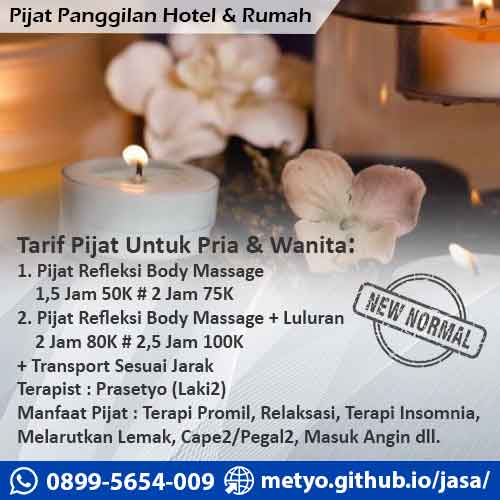 Pijat Panggilan Hotel & Rumah
Tarif Pijat Untuk Pria & Wanita:
1. Pijat Refleksi Body Massage
1,5 Jam 50K # 2 Jam 75K
2. Pijat Refleksi Body Massage + Luluran
2 Jam 80K # 2,5 Jam 100K
+ Transport Sesuai Jarak
Terapist : Prasetyo (Laki2)
Manfaat Pijat : Terapi Promil, Relaksasi, Terapi Insomnia,
Melarutkan Lemak, Cape2/Pegal2, Masuk Angin dll.
NEW NORMAL
0899-5654-009 metyo.github.io/jasa/